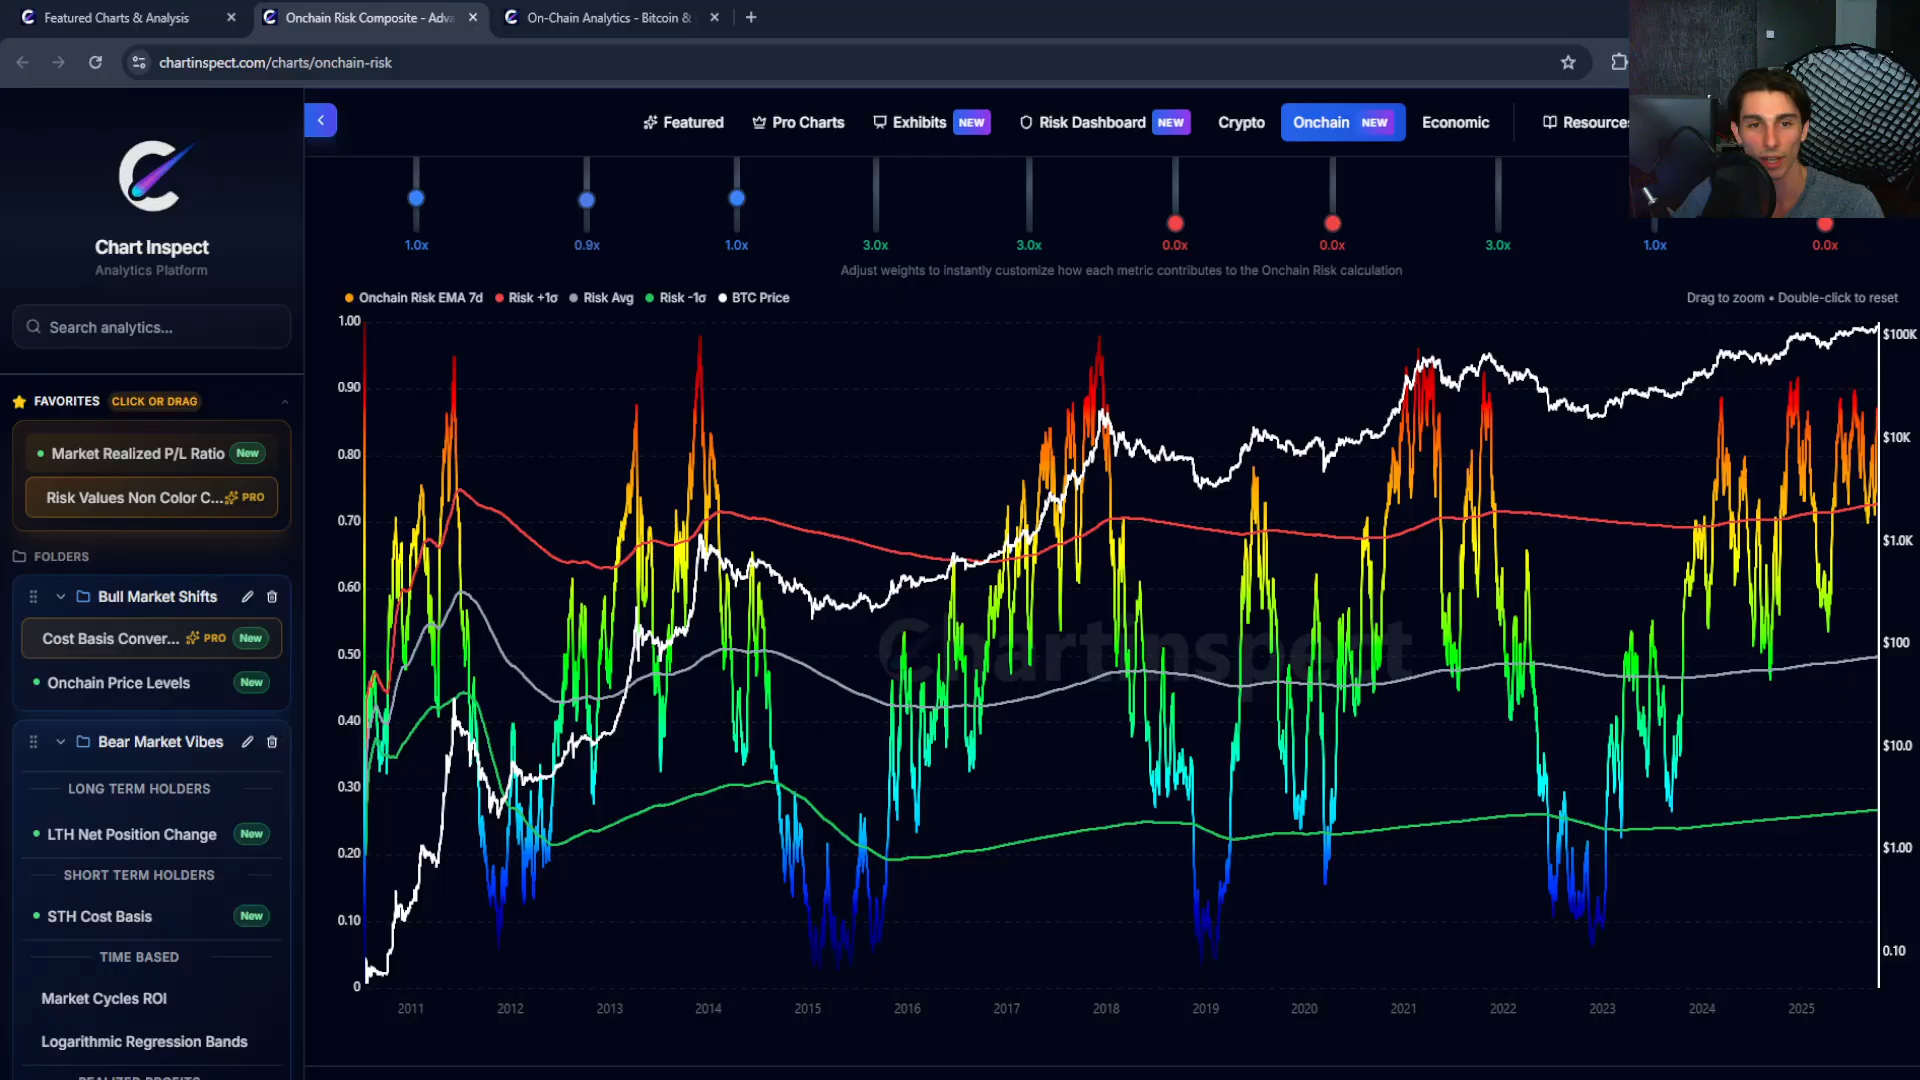 Featured Charts & Analysis
Onchain Risk Composite - Adva
On-Chain Analytics - Bitcoin &
chartinspect.com/charts/onchain-risk
Featured
Pro Charts
Exhibits NEW
Risk Dashboard NEW
Crypto
Onchain NEW
Economic
Resources
Chart Inspect
Analytics Platform
Search analytics...
FAVORITES CLICK OR DRAG
Market Realized P/L Ratio New
Risk Values Non Color C... PRO
FOLDERS
Bull Market Shifts
Cost Basis Conver... PRO New
Onchain Price Levels New
Bear Market Vibes
LONG TERM HOLDERS
LTH Net Position Change New
SHORT TERM HOLDERS
STH Cost Basis New
TIME BASED
Market Cycles ROI
Logarithmic Regression Bands
REALIZED PROFITS
1.0x 0.9x 1.0x 3.0x 3.0x 0.0x 0.0x 3.0x 1.0x 0.0x
Adjust weights to instantly customize how each metric contributes to the Onchain Risk calculation
Onchain Risk EMA 7d Risk +1σ Risk Avg Risk -1σ BTC Price
Drag to zoom • Double-click to reset
1.00
0.90
0.80
0.70
0.60
0.50
0.40
0.30
0.20
0.10
0
$100K
$10K
$1.0K
$100
$10.0
$1.00
0.10
Chartinspect
2011 2012 2013 2014 2015 2016 2017 2018 2019 2020 2021 2022 2023 2024 2025